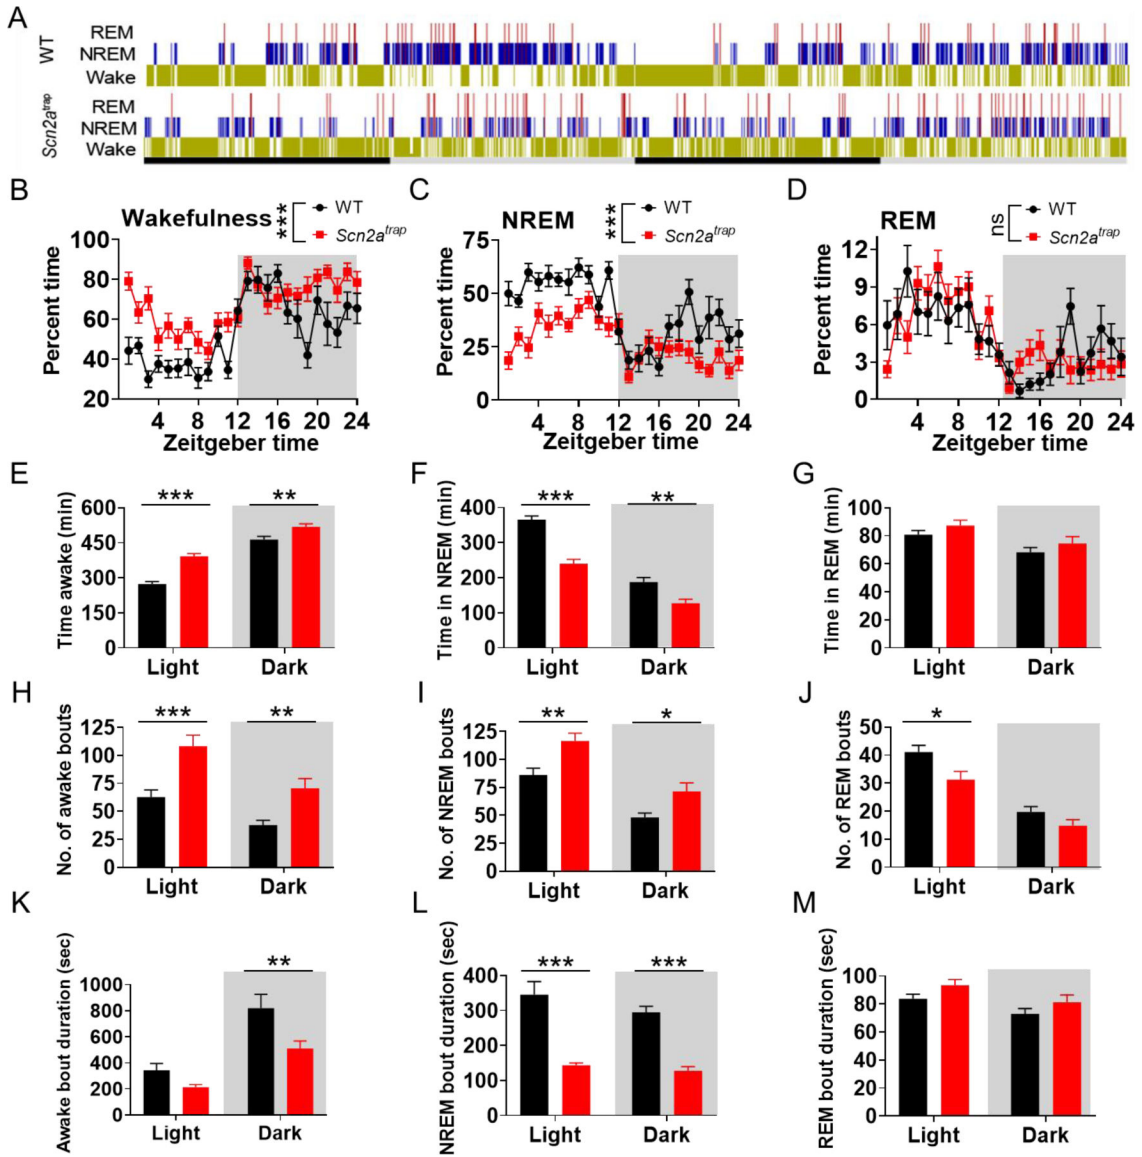 A
WT
REM
NREM
Wake
Scn2atrap
REM
NREM
Wake
B
Wakefulness
***
WT
Scn2atrap
Percent time
100
80
60
40
20
4 8 12 16 20 24
Zeitgeber time
C
NREM
***
WT
Scn2atrap
Percent time
75
50
25
0
4 8 12 16 20 24
Zeitgeber time
D
REM
ns
WT
Scn2atrap
Percent time
12
9
6
3
0
4 8 12 16 20 24
Zeitgeber time
E
Time awake (min)
600
450
300
150
0
*** **
Light Dark
F
Time in NREM (min)
400
300
200
100
0
*** **
Light Dark
G
Time in REM (min)
100
80
60
40
20
0
Light Dark
H
No. of awake bouts
125
100
75
50
25
0
*** **
Light Dark
I
No. of NREM bouts
125
100
75
50
25
0
** *
Light Dark
J
No. of REM bouts
50
40
30
20
10
0
*
Light Dark
K
Awake bout duration (sec)
1000
800
600
400
200
0
**
Light Dark
L
NREM bout duration (sec)
400
300
200
100
0
*** ***
Light Dark
M
REM bout duration (sec)
100
80
60
40
20
0
Light Dark